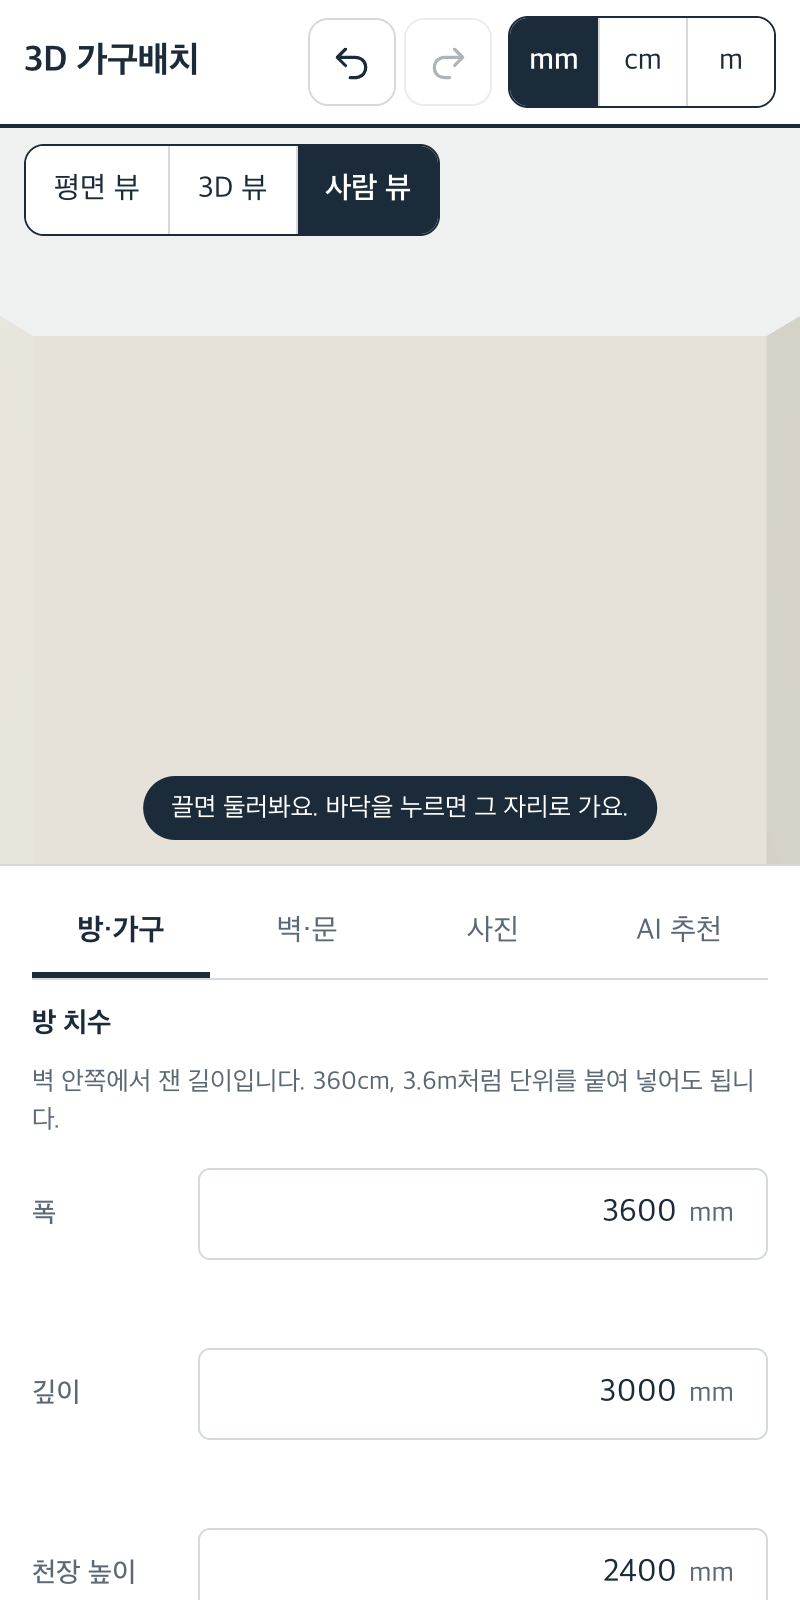 3D 가구배치
mm cm m
평면 뷰 3D 뷰 사람 뷰
끌면 둘러봐요. 바닥을 누르면 그 자리로 가요.
방·가구 벽·문 사진 AI 추천
방 치수
벽 안쪽에서 잰 길이입니다. 360cm, 3.6m처럼 단위를 붙여 넣어도 됩니
다.
폭 3600 mm
깊이 3000 mm
천장 높이 2400 mm